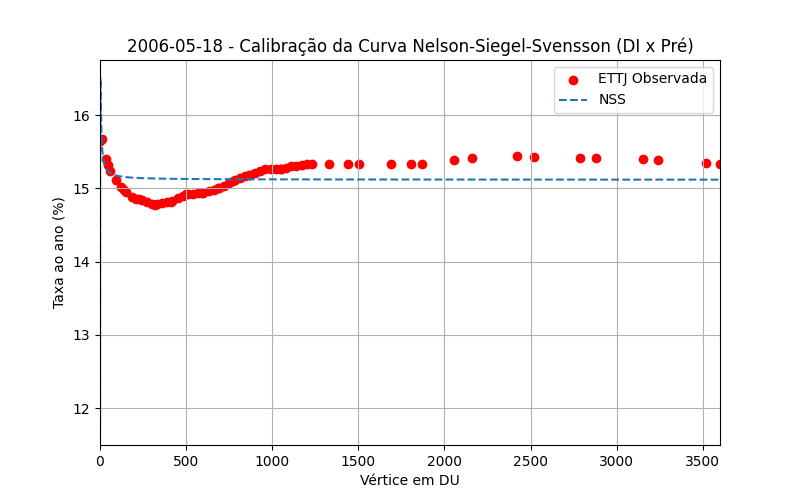 2006-05-18 - Calibração da Curva Nelson-Siegel-Svensson (DI x Pré)
ETTJ Observada
NSS
Taxa ao ano (%)
16
15
14
13
12
0 500 1000 1500 2000 2500 3000 3500
Vértice em DU